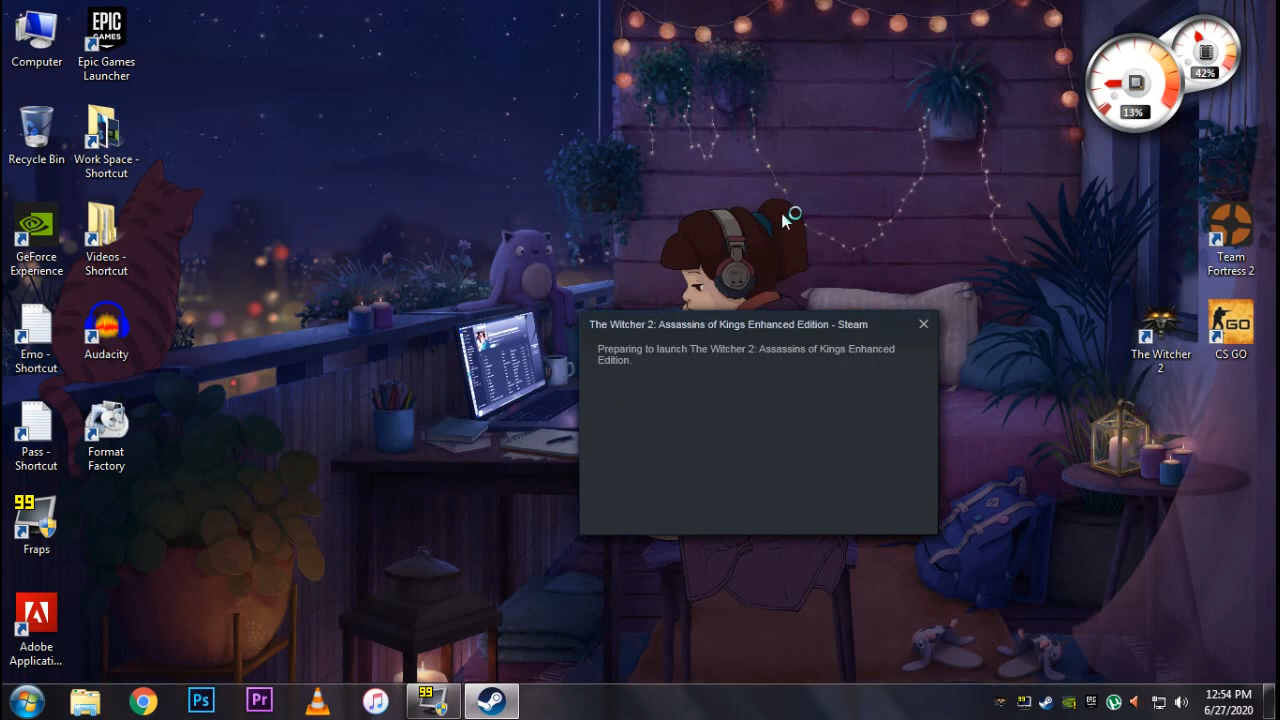 Computer
EPIC
GAMES
Epic Games
Launcher
Recycle Bin
Work Space -
Shortcut
GeForce
Experience
Videos -
Shortcut
Emo -
Shortcut
Audacity
Pass -
Shortcut
Format
Factory
99
Fraps
Adobe
Applicati...
42%
13%
Team
Fortress 2
The Witcher
2
GO
CS GO
The Witcher 2: Assassins of Kings Enhanced Edition - Steam
Preparing to launch The Witcher 2: Assassins of Kings Enhanced
Edition.
Ps
Pr
99
99
EPIC
12:54 PM
6/27/2020